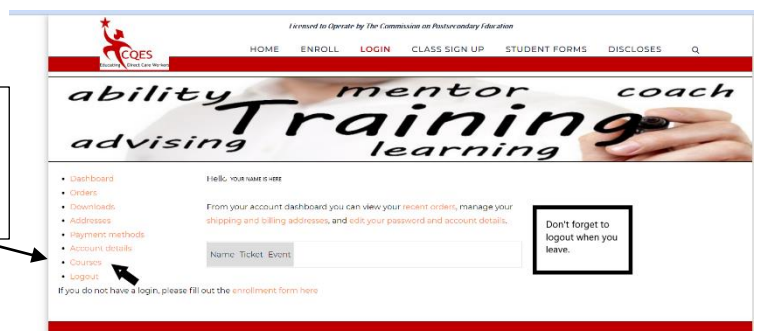 Licensed to Operate by The Commission on Postsecondary Education
CQES
Educating Direct Care Workers
HOME ENROLL LOGIN CLASS SIGN UP STUDENT FORMS DISCLOSES
ability mentor coach
Training
advising learning
• Dashboard
• Orders
• Downloads
• Addresses
• Payment methods
• Account details
• Courses
• Logout
Hello, YOUR NAME IS HERE
From your account dashboard you can view your recent orders, manage your
shipping and billing addresses, and edit your password and account details.
Name Ticket Event
Don't forget to
logout when you
leave.
If you do not have a login, please fill out the enrollment form here